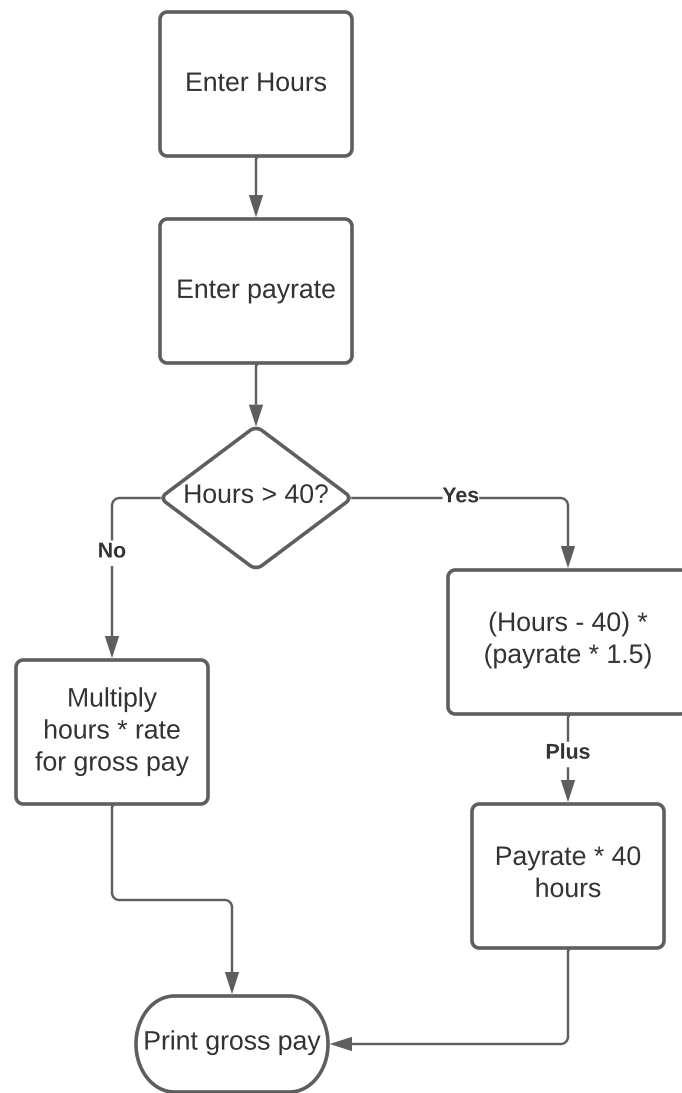 Enter Hours
Enter payrate
Hours > 40?
Yes
No
(Hours - 40) *
(payrate * 1.5)
Multiply
hours * rate
for gross pay
Plus
Payrate * 40
hours
Print gross pay